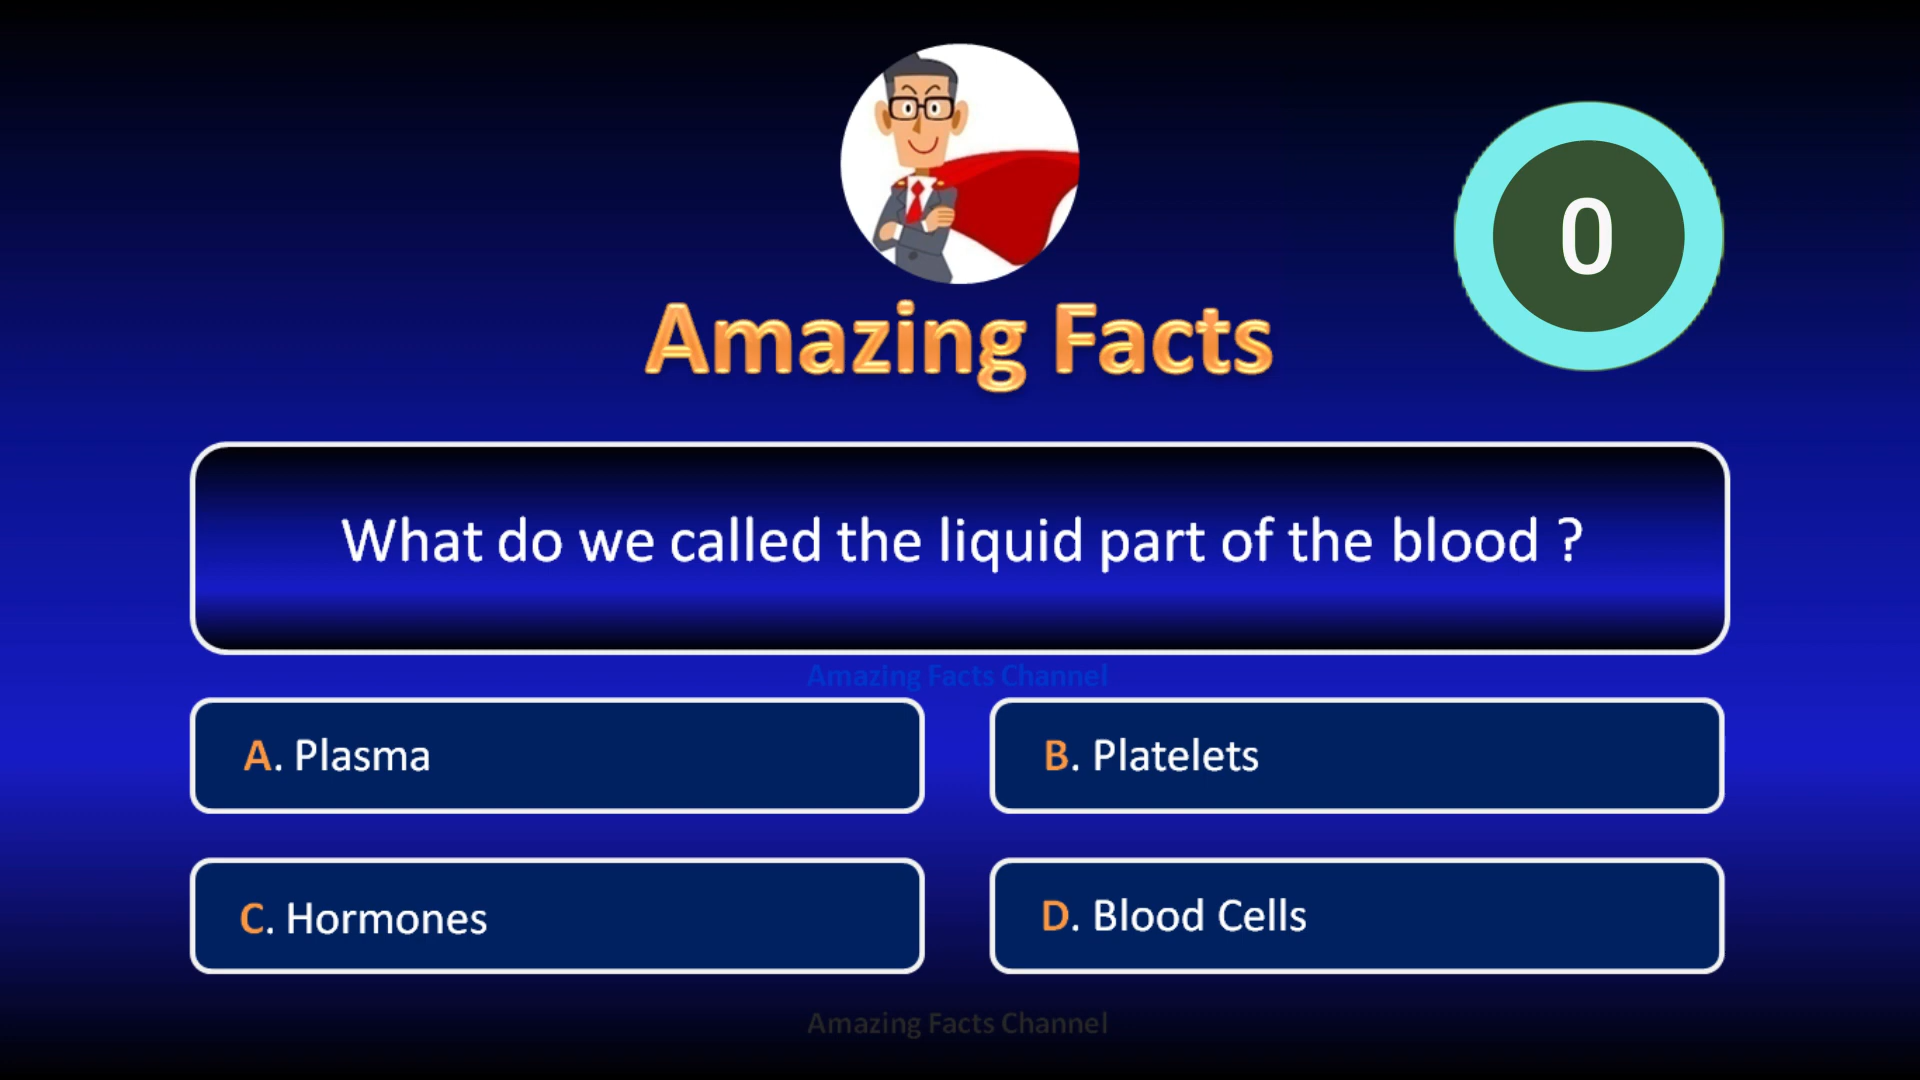 0
Amazing Facts
What do we called the liquid part of the blood ?
Amazing Facts Channel
A. Plasma
B. Platelets
C. Hormones
D. Blood Cells
Amazing Facts Channel